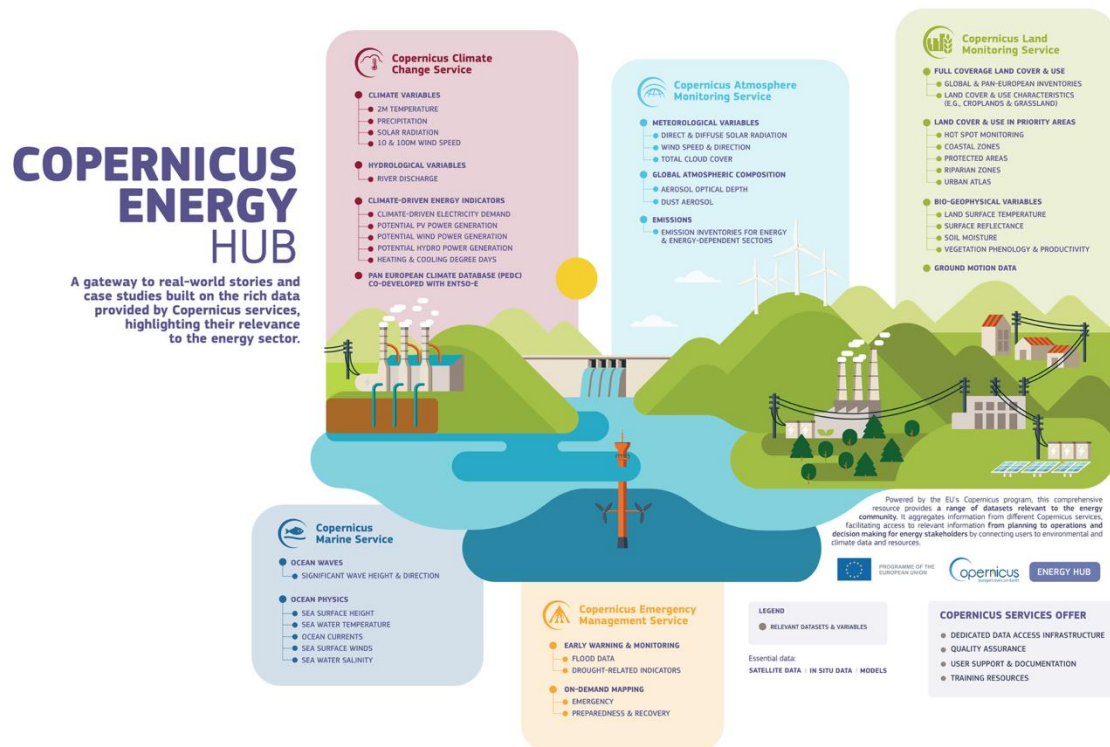 COPERNICUS
ENERGY
HUB
A gateway to real-world stories and
case studies built on the rich data
provided by Copernicus services,
highlighting their relevance
to the energy sector.
Copernicus Climate
Change Service
CLIMATE VARIABLES
2M TEMPERATURE
PRECIPITATION
SOLAR RADIATION
10 & 100M WIND SPEED
HYDROLOGICAL VARIABLES
RIVER DISCHARGE
CLIMATE-DRIVEN ENERGY INDICATORS
CLIMATE-DRIVEN ELECTRICITY DEMAND
POTENTIAL PV POWER GENERATION
POTENTIAL WIND POWER GENERATION
POTENTIAL HYDRO POWER GENERATION
HEATING & COOLING DEGREE DAYS
PAN EUROPEAN CLIMATE DATABASE (PEDC)
CO-DEVELOPED WITH ENTSO-E
Copernicus Atmosphere
Monitoring Service
METEOROLOGICAL VARIABLES
DIRECT & DIFFUSE SOLAR RADIATION
WIND SPEED & DIRECTION
TOTAL CLOUD COVER
GLOBAL ATMOSPHERIC COMPOSITION
AEROSOL OPTICAL DEPTH
DUST AEROSOL
EMISSIONS
EMISSION INVENTORIES FOR ENERGY
& ENERGY-DEPENDENT SECTORS
Copernicus Land
Monitoring Service
FULL COVERAGE LAND COVER & USE
GLOBAL & PAN-EUROPEAN INVENTORIES
LAND COVER & USE CHARACTERISTICS
(E.G., CROPLANDS & GRASSLAND)
LAND COVER & USE IN PRIORITY AREAS
HOT SPOT MONITORING
COASTAL ZONES
PROTECTED AREAS
RIPARIAN ZONES
URBAN ATLAS
BIO-GEOPHYSICAL VARIABLES
LAND SURFACE TEMPERATURE
SURFACE REFLECTANCE
SOIL MOISTURE
VEGETATION PHENOLOGY & PRODUCTIVITY
GROUND MOTION DATA
Copernicus
Marine Service
OCEAN WAVES
SIGNIFICANT WAVE HEIGHT & DIRECTION
OCEAN PHYSICS
SEA SURFACE HEIGHT
SEA WATER TEMPERATURE
OCEAN CURRENTS
SEA SURFACE WINDS
SEA WATER SALINITY
Copernicus Emergency
Management Service
EARLY WARNING & MONITORING
FLOOD DATA
DROUGHT-RELATED INDICATORS
ON-DEMAND MAPPING
EMERGENCY
PREPAREDNESS & RECOVERY
Powered by the EU's Copernicus program, this comprehensive
resource provides a range of datasets relevant to the energy
community. It aggregates information from different Copernicus services,
facilitating access to relevant information from planning to operations and
decision making for energy stakeholders by connecting users to environmental and
climate data and resources.
PROGRAMME OF THE
EUROPEAN UNION
opernicus
ENERGY HUB
LEGEND
RELEVANT DATASETS & VARIABLES
Essential data:
SATELLITE DATA | IN SITU DATA | MODELS
COPERNICUS SERVICES OFFER
DEDICATED DATA ACCESS INFRASTRUCTURE
QUALITY ASSURANCE
USER SUPPORT & DOCUMENTATION
TRAINING RESOURCES